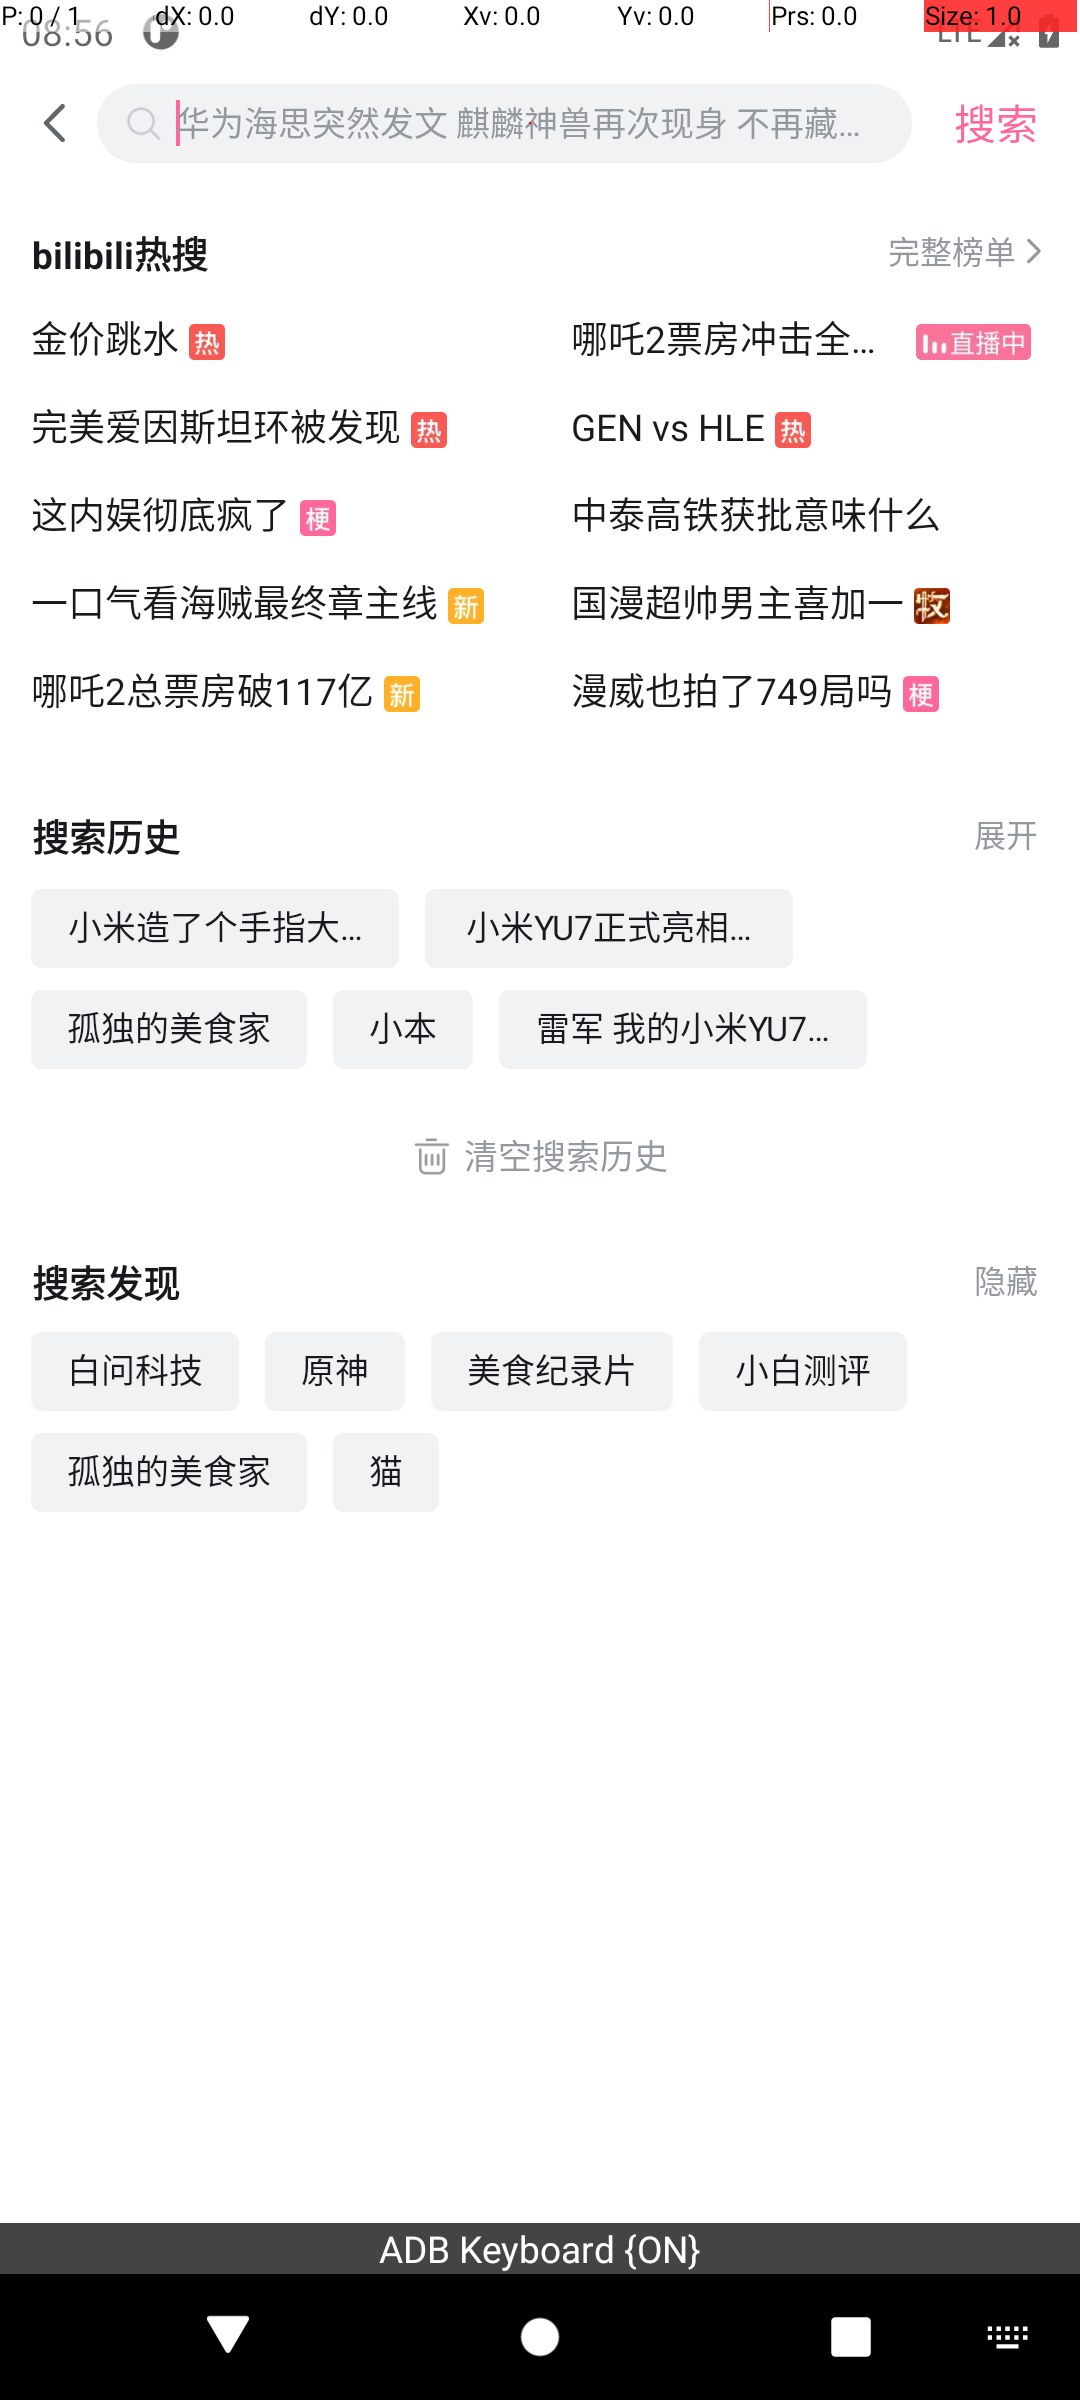 P: 0 / 1 dX: 0.0 dY: 0.0 Xv: 0.0 Yv: 0.0 Prs: 0.0 Size: 1.0
08:56 LTE
华为海思突然发文 麒麟神兽再次现身 不再藏... 搜索
bilibili热搜 完整榜单
金价跳水 热 哪吒2票房冲击全... 直播中
完美爱因斯坦环被发现 热 GEN vs HLE 热
这内娱彻底疯了 梗 中泰高铁获批意味什么
一口气看海贼最终章主线 新 国漫超帅男主喜加一 牧
哪吒2总票房破117亿 新 漫威也拍了749局吗 梗
搜索历史 展开
小米造了个手指大... 小米YU7正式亮相...
孤独的美食家 小本 雷军 我的小米YU7...
清空搜索历史
搜索发现 隐藏
白问科技 原神 美食纪录片 小白测评
孤独的美食家 猫
ADB Keyboard {ON}